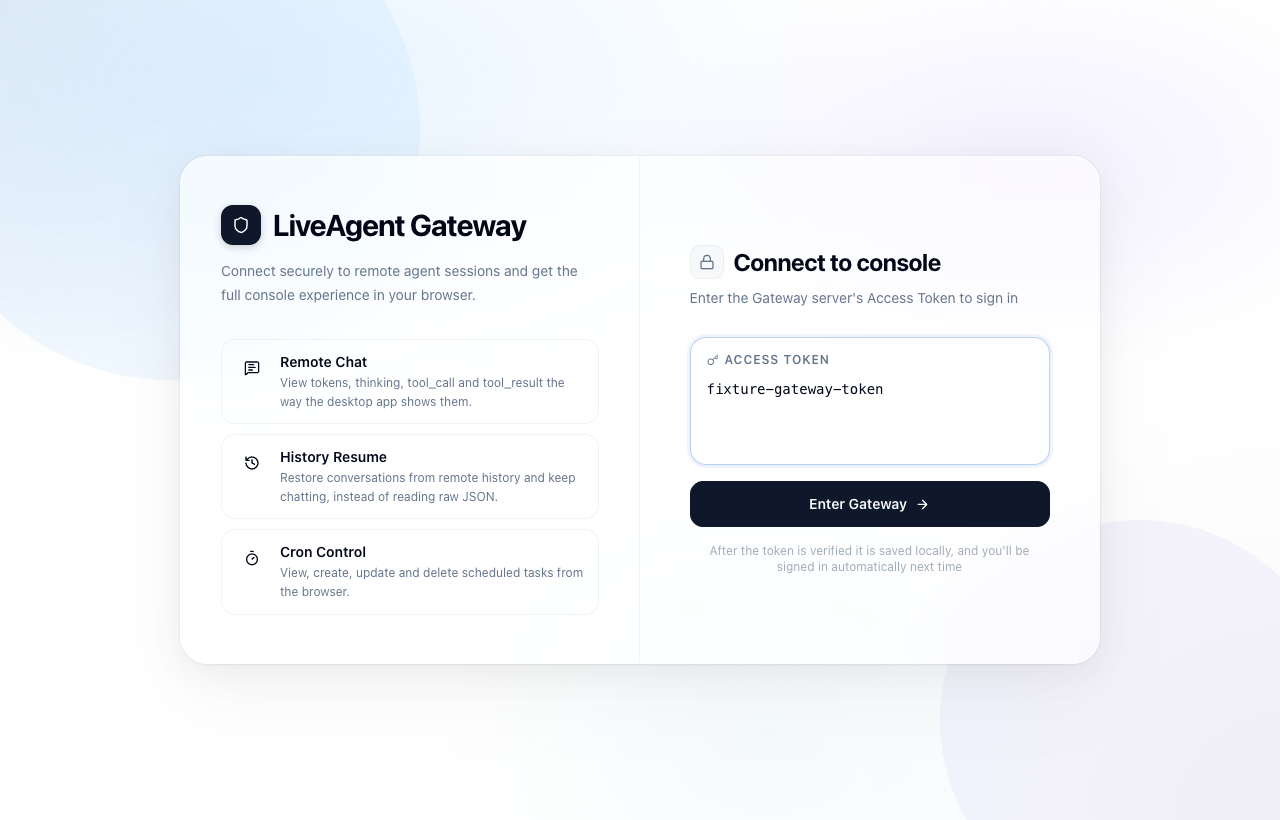 LiveAgent Gateway
Connect securely to remote agent sessions and get the
full console experience in your browser.
Remote Chat
View tokens, thinking, tool_call and tool_result the
way the desktop app shows them.
History Resume
Restore conversations from remote history and keep
chatting, instead of reading raw JSON.
Cron Control
View, create, update and delete scheduled tasks from
the browser.
Connect to console
Enter the Gateway server's Access Token to sign in
ACCESS TOKEN
fixture-gateway-token
Enter Gateway →
After the token is verified it is saved locally, and you'll be
signed in automatically next time